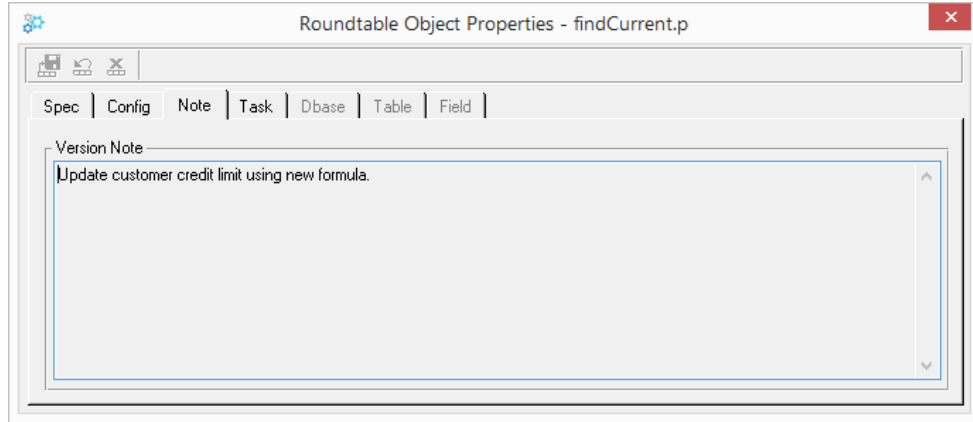 Roundtable Object Properties - findCurrent.p
Spec Config Note Task Dbase Table Field
Version Note
Update customer credit limit using new formula.